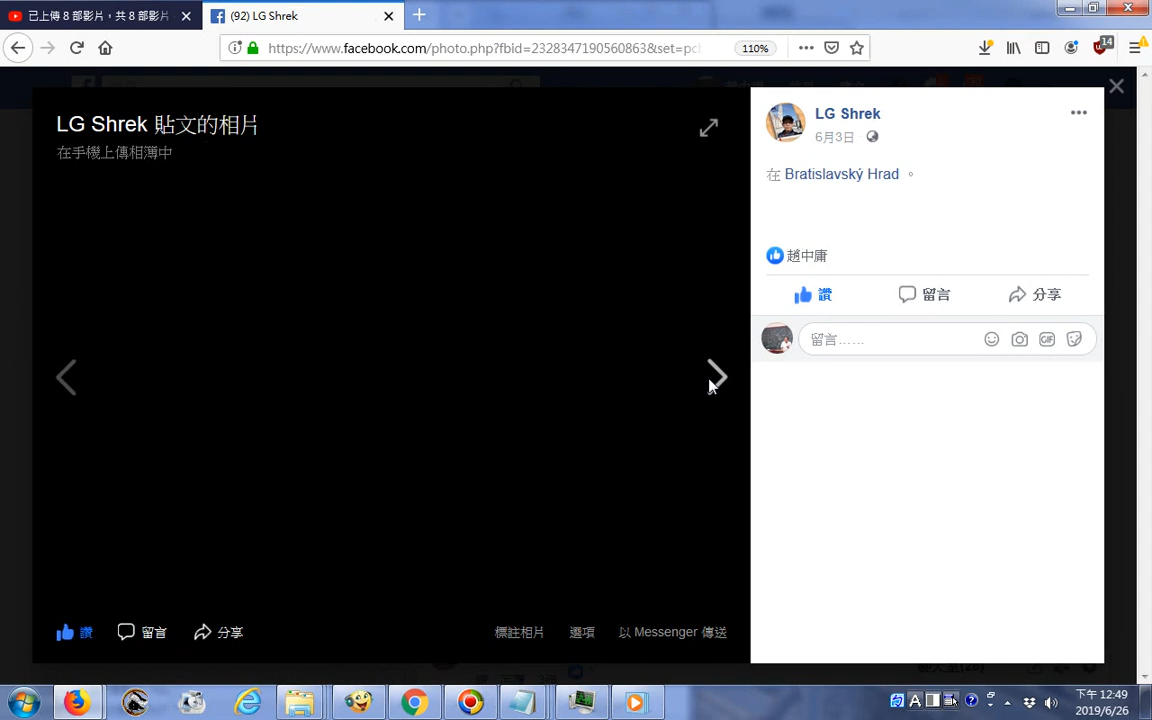 已上傳 8 部影片，共 8 部影片
(92) LG Shrek
https://www.facebook.com/photo.php?fbid=2328347190560863&set=pc
110%
14
LG Shrek 貼文的相片
在手機上傳相簿中
LG Shrek
6月3日
在 Bratislavský Hrad 。
趙中庸
讚 留言 分享
留言……
GIF
讚 留言 分享
標註相片 選項 以 Messenger 傳送
下午 12:49
2019/6/26